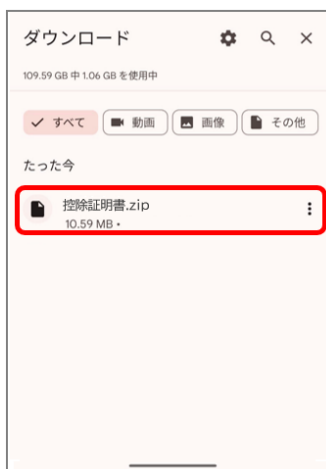 ダウンロード
109.59 GB 中 1.06 GB を使用中
すべて
動画
画像
その他
たった今
控除証明書.zip
10.59 MB •